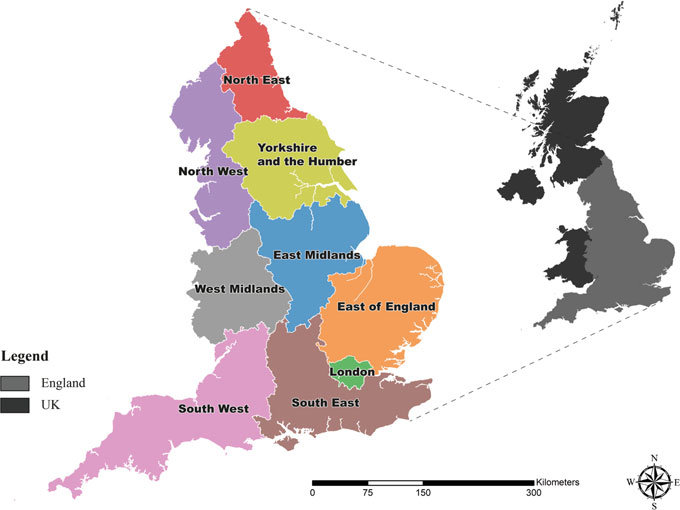 North East
Yorkshire
and the Humber
North West
East Midlands
West Midlands
East of England
London
South East
South West
Legend
England
UK
Kilometers
0 75 150 300
N
W E
S